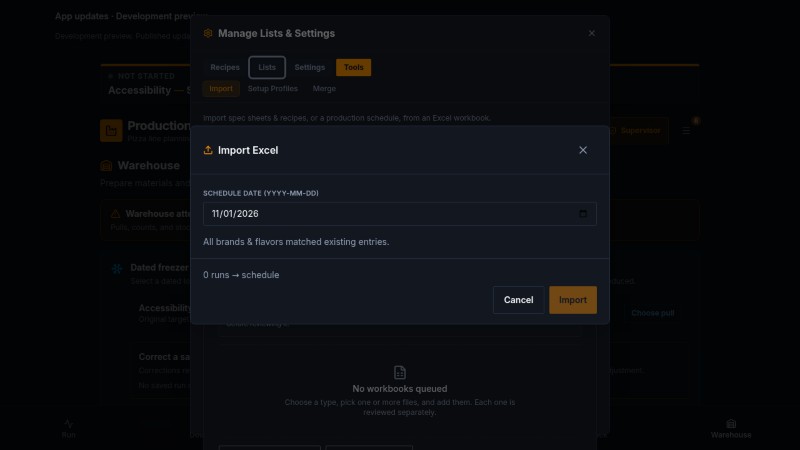 App updates · Development preview
Manage Lists & Settings
Development preview. Published upda
Recipes
Lists
Settings
Tools
NOT STARTED
Accessibility — S
Import
Setup Profiles
Merge
Import spec sheets & recipes, or a production schedule, from an Excel workbook.
Production
Supervisor
Import Excel
Warehouse
Prepare materials and
SCHEDULE DATE (YYYY-MM-DD)
11/01/2026
Warehouse atte
All brands & flavors matched existing entries.
Dated freezer
0 runs → schedule
Accessibility
Original target
Choose pull
Cancel
Import
Correct a sa
No workbooks queued
Choose a type, pick one or more files, and add them. Each one is
reviewed separately.
Run
Warehouse